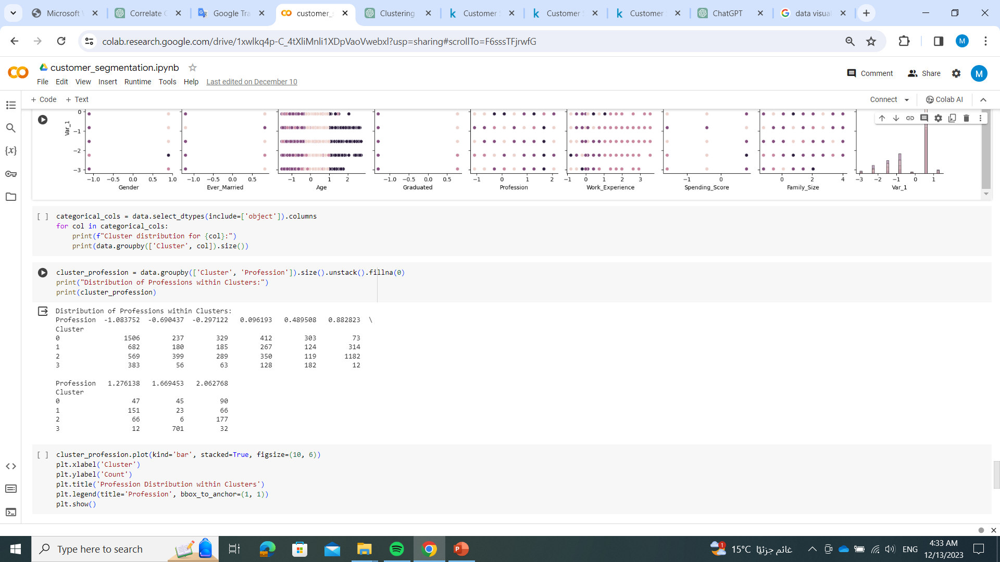 Microsoft
Correlate
Google Tra
customer_
Clustering
Customer
Customer
Customer
ChatGPT
data visual
colab.research.google.com/drive/1xwlkq4p-C_4tXliMnli1XDpVaoVwebxl?usp=sharing#scrollTo=F6sssTFjrwfG
M
customer_segmentation.ipynb
File Edit View Insert Runtime Tools Help Last edited on December 10
Comment
Share
M
+ Code + Text
Connect
Colab AI
Var_1
0
−1
−2
−3
−1.0 −0.5 0.0 0.5 1.0
Gender
−1.0 −0.5 0.0 0.5
Ever_Married
−1 0 1 2
Age
−1.0 −0.5 0.0 0.5
Graduated
−1 0 1 2
Profession
−1 0 1 2 3
Work_Experience
−1 0
Spending_Score
0 2 4
Family_Size
−3 −2 −1 0 1
Var_1
[ ] categorical_cols = data.select_dtypes(include=['object']).columns
for col in categorical_cols:
    print(f"Cluster distribution for {col}:")
    print(data.groupby(['Cluster', col]).size())
cluster_profession = data.groupby(['Cluster', 'Profession']).size().unstack().fillna(0)
print("Distribution of Professions within Clusters:")
print(cluster_profession)
Distribution of Professions within Clusters:
Profession -1.083752 -0.690437 -0.297122 0.096193 0.489508 0.882823 \
Cluster
0 1506 237 329 412 303 73
1 682 180 185 267 124 314
2 569 399 289 350 119 1182
3 383 56 63 128 182 12
Profession 1.276138 1.669453 2.062768
Cluster
0 47 45 90
1 151 23 66
2 66 6 177
3 12 701 32
[ ] cluster_profession.plot(kind='bar', stacked=True, figsize=(10, 6))
plt.xlabel('Cluster')
plt.ylabel('Count')
plt.title('Profession Distribution within Clusters')
plt.legend(title='Profession', bbox_to_anchor=(1, 1))
plt.show()
Type here to search
1
15°C غائم جزئيًا
ENG
4:33 AM
12/13/2023